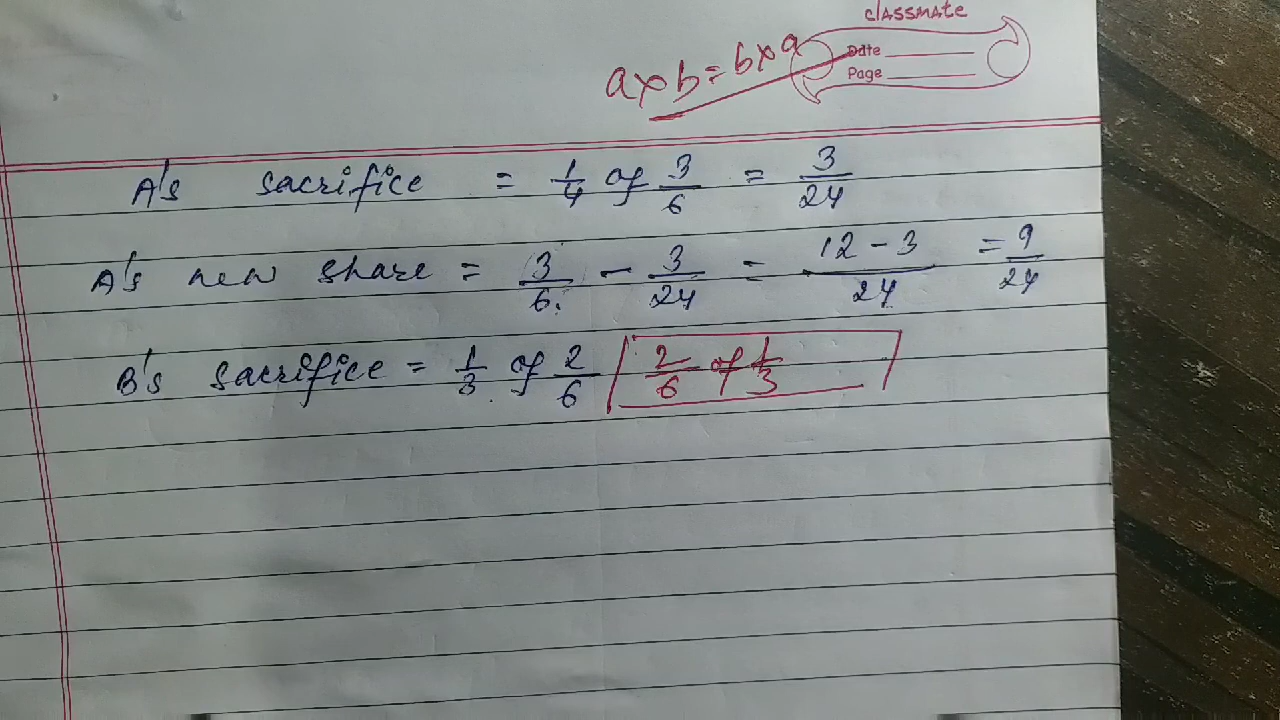 classmate
Date
Page
a×b=b×a
A's sacrifice = 1/4 of 3/6 = 3/24
A's new share = 3/6 - 3/24 = 12-3/24 = 9/24
B's sacrifice = 1/3 of 2/6 2/6 of 1/3